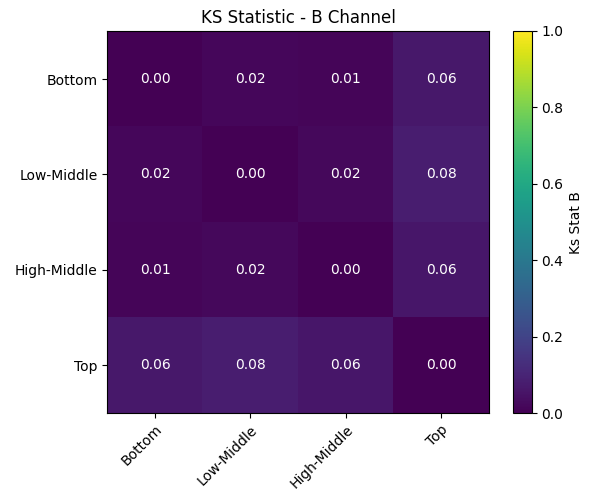 KS Statistic - B Channel
Bottom 0.00 0.02 0.01 0.06
Low-Middle 0.02 0.00 0.02 0.08
High-Middle 0.01 0.02 0.00 0.06
Top 0.06 0.08 0.06 0.00
Bottom Low-Middle High-Middle Top
1.0
0.8
0.6
0.4
0.2
0.0
Ks Stat B